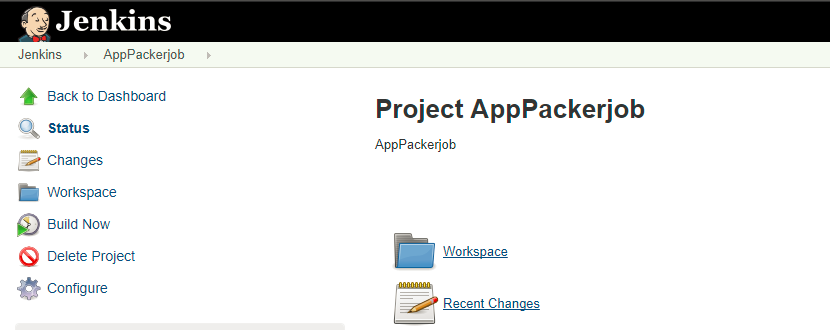 Jenkins
Jenkins AppPackerjob
Back to Dashboard
Status
Changes
Workspace
Build Now
Delete Project
Configure
Project AppPackerjob
AppPackerjob
Workspace
Recent Changes